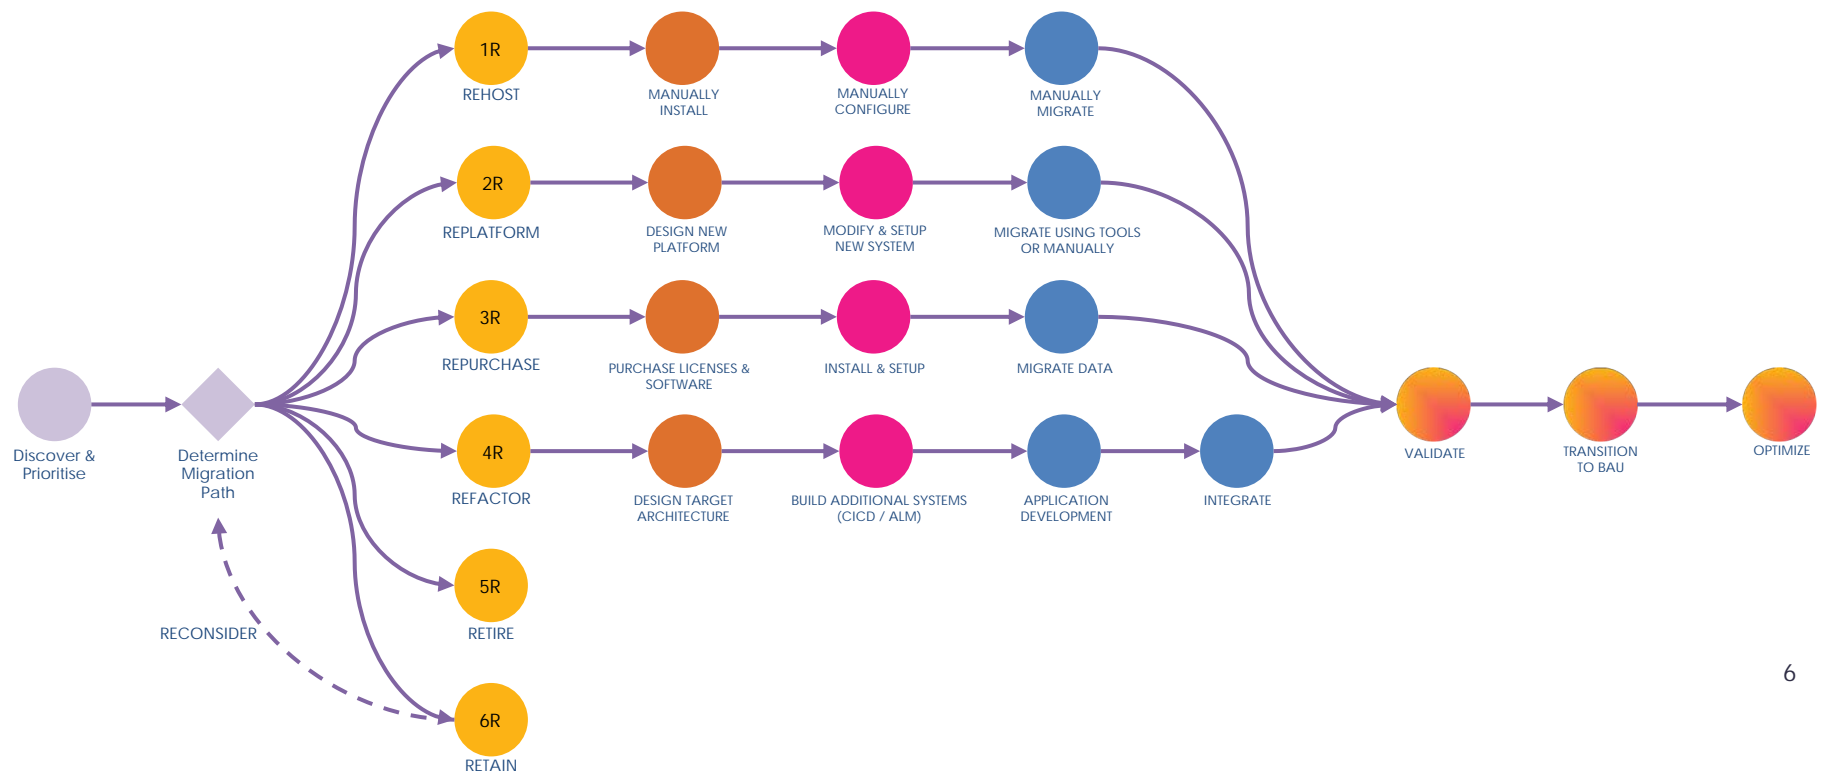 1R
REHOST
MANUALLY
INSTALL
MANUALLY
CONFIGURE
MANUALLY
MIGRATE
2R
REPLATFORM
DESIGN NEW
PLATFORM
MODIFY & SETUP
NEW SYSTEM
MIGRATE USING TOOLS
OR MANUALLY
3R
REPURCHASE
PURCHASE LICENSES &
SOFTWARE
INSTALL & SETUP
MIGRATE DATA
Discover &
Prioritise
Determine
Migration
Path
4R
REFACTOR
DESIGN TARGET
ARCHITECTURE
BUILD ADDITIONAL SYSTEMS
(CICD / ALM)
APPLICATION
DEVELOPMENT
INTEGRATE
VALIDATE
TRANSITION
TO BAU
OPTIMIZE
5R
RETIRE
RECONSIDER
6R
RETAIN
6